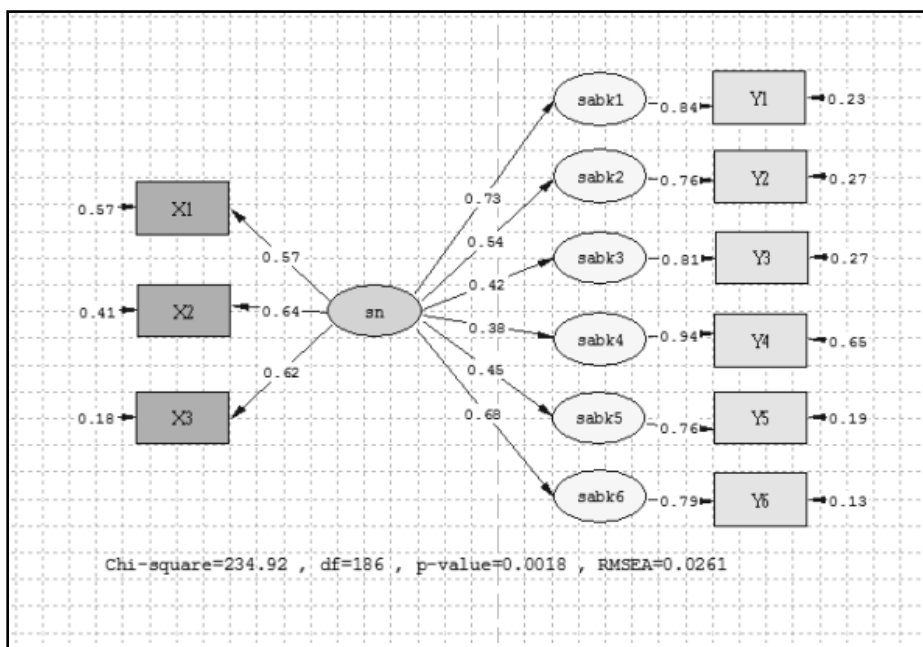 sabk1
0.84
Y1
0.23
0.73
sabk2
0.76
Y2
0.27
0.57
X1
0.57
0.54
sabk3
0.81
Y3
0.27
0.42
0.41
X2
0.64
sn
0.38
sabk4
0.94
Y4
0.65
0.62
0.45
0.18
X3
0.68
sabk5
0.76
Y5
0.19
sabk6
0.79
Y6
0.13
Chi-square=234.92 , df=186 , p-value=0.0018 , RMSEA=0.0261